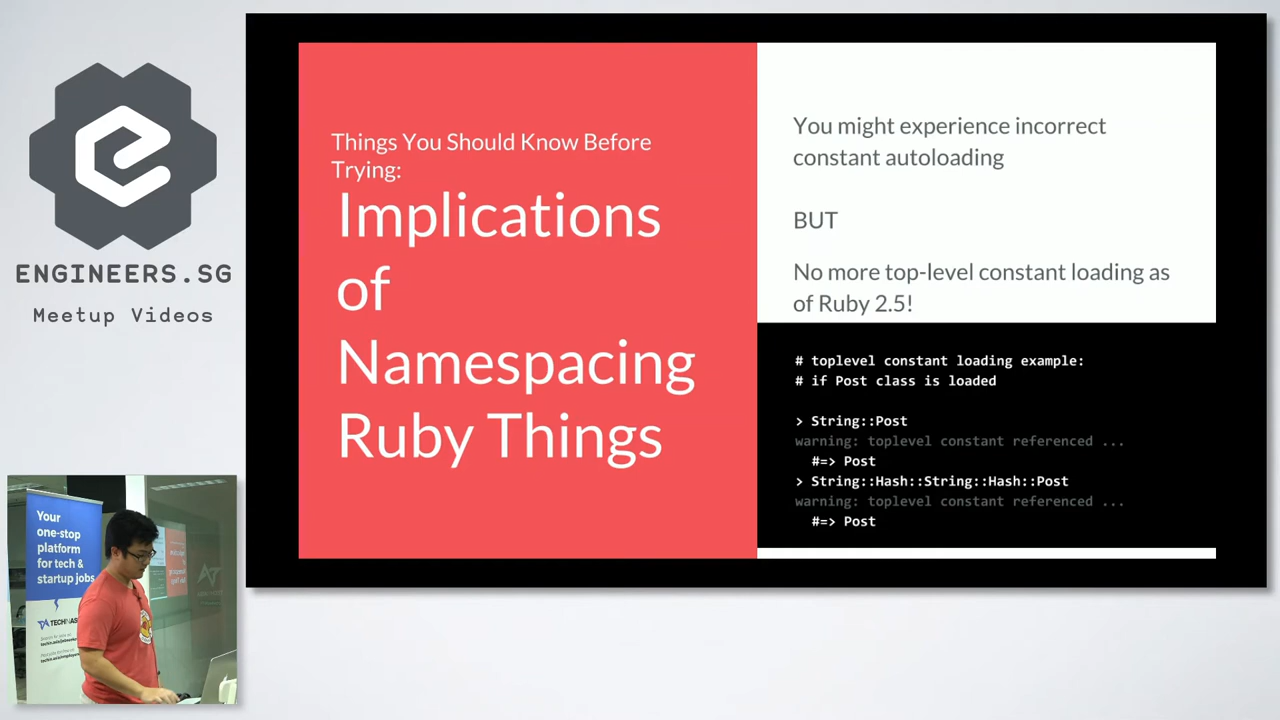 ENGINEERS.SG
Meetup Videos
Things You Should Know Before
Trying:
Implications
of
Namespacing
Ruby Things
You might experience incorrect
constant autoloading
BUT
No more top-level constant loading as
of Ruby 2.5!
# toplevel constant loading example:
# if Post class is loaded
> String::Post
warning: toplevel constant referenced ...
#=> Post
> String::Hash::String::Hash::Post
warning: toplevel constant referenced ...
#=> Post
Your
one-stop
platform
for tech &
startup jobs